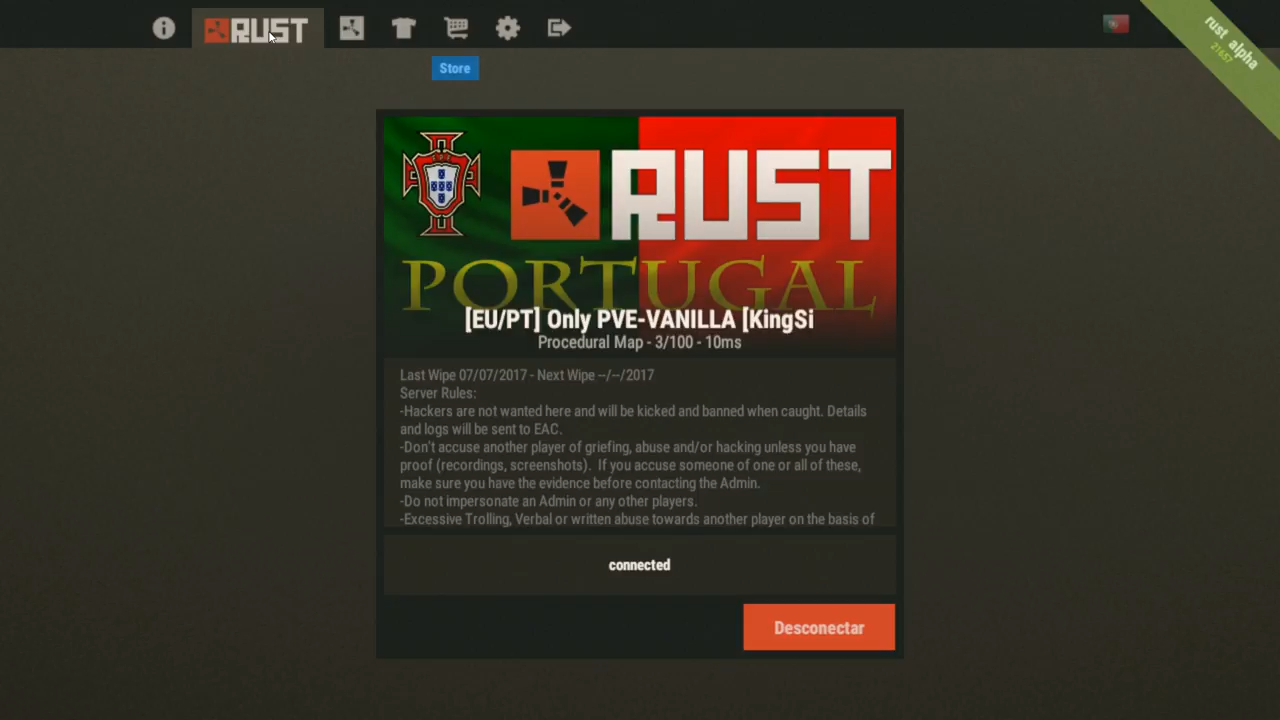 RUST
Store
rust alpha
21657
RUST
PORTUGAL
[EU/PT] Only PVE-VANILLA [KingSi
Procedural Map - 3/100 - 10ms
Last Wipe 07/07/2017 - Next Wipe --/--/2017
Server Rules:
-Hackers are not wanted here and will be kicked and banned when caught. Details
and logs will be sent to EAC.
-Don't accuse another player of griefing, abuse and/or hacking unless you have
proof (recordings, screenshots).  If you accuse someone of one or all of these,
make sure you have the evidence before contacting the Admin.
-Do not impersonate an Admin or any other players.
-Excessive Trolling, Verbal or written abuse towards another player on the basis of
connected
Desconectar